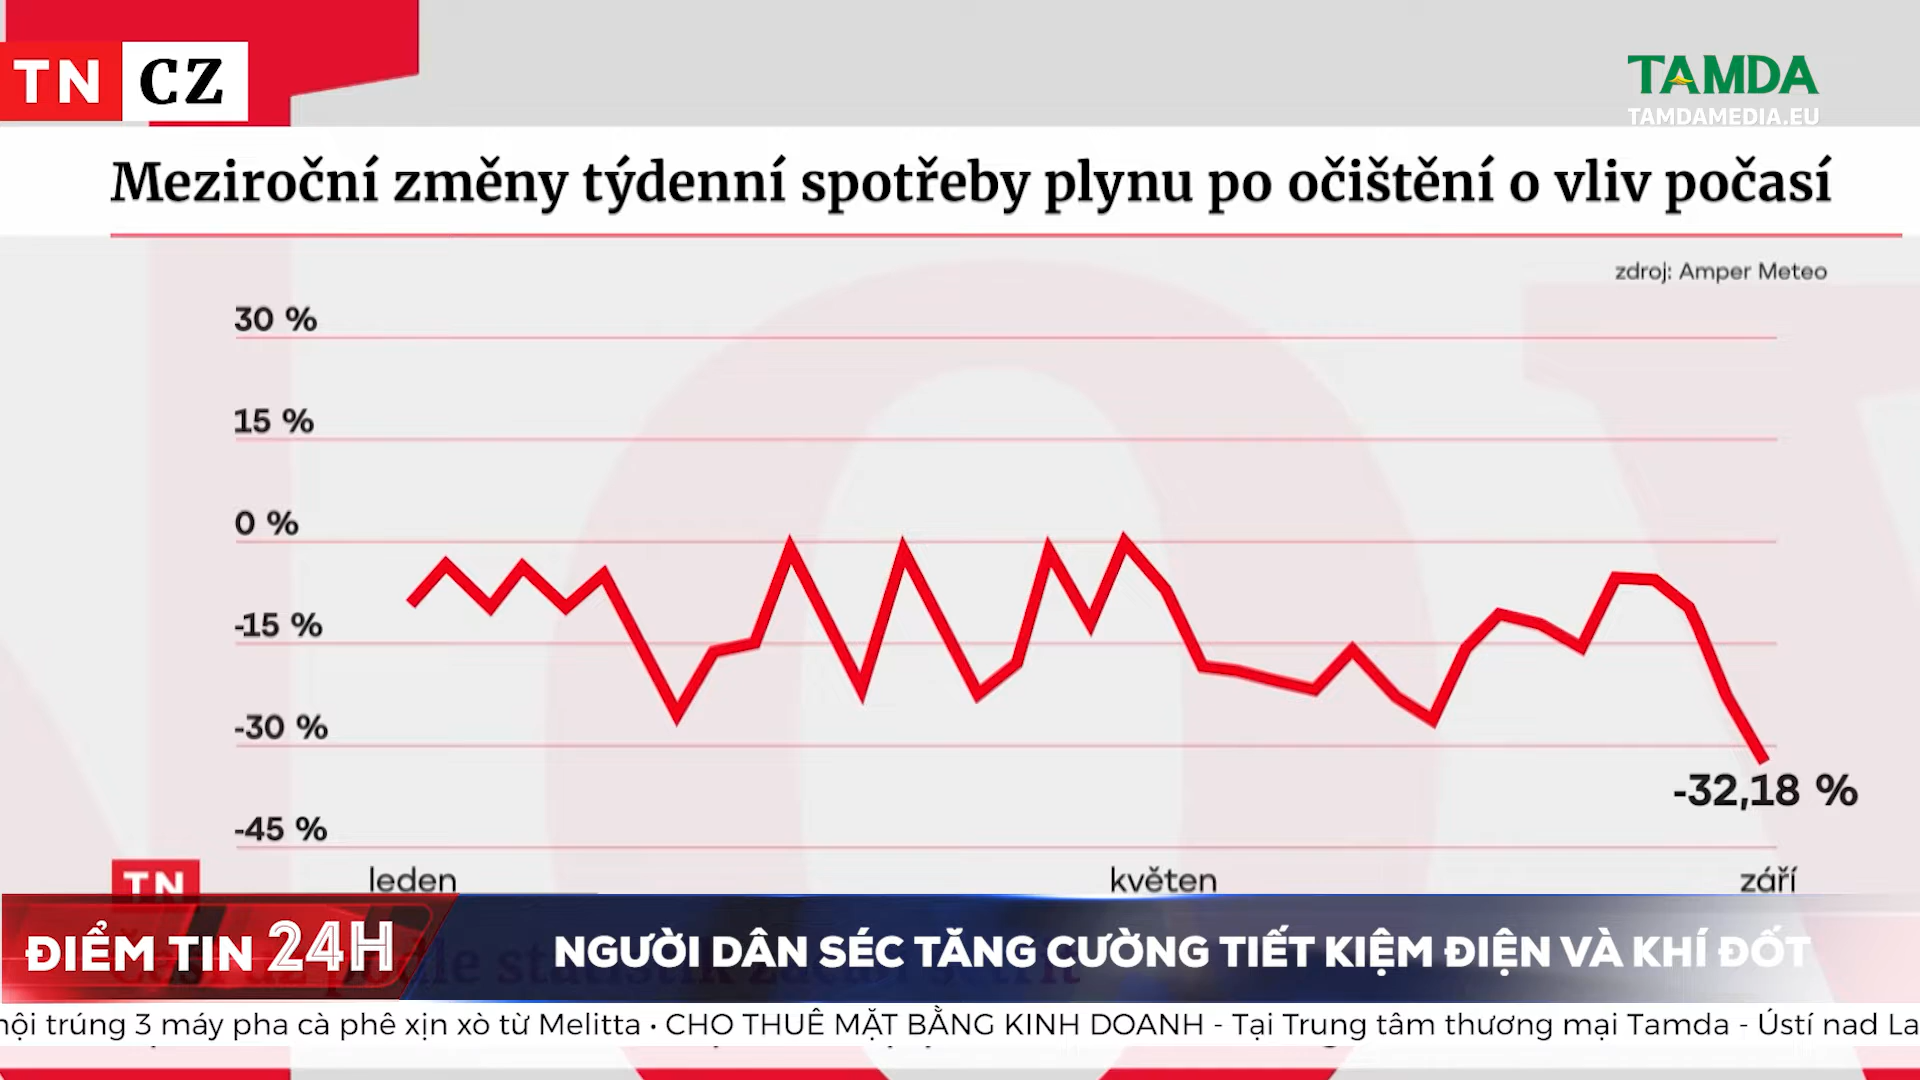 TN CZ
TAMDA
TAMDAMEDIA.EU
Meziroční změny týdenní spotřeby plynu po očištění o vliv počasí
zdroj: Amper Meteo
30 %
15 %
0 %
-15 %
-30 %
-45 %
-32,18 %
leden
květen
září
TN
ĐIỂM TIN 24H
NGƯỜI DÂN SÉC TĂNG CƯỜNG TIẾT KIỆM ĐIỆN VÀ KHÍ ĐỐT
hội trúng 3 máy pha cà phê xịn xò từ Melitta • CHO THUÊ MẶT BẰNG KINH DOANH - Tại Trung tâm thương mại Tamda - Ústí nad La